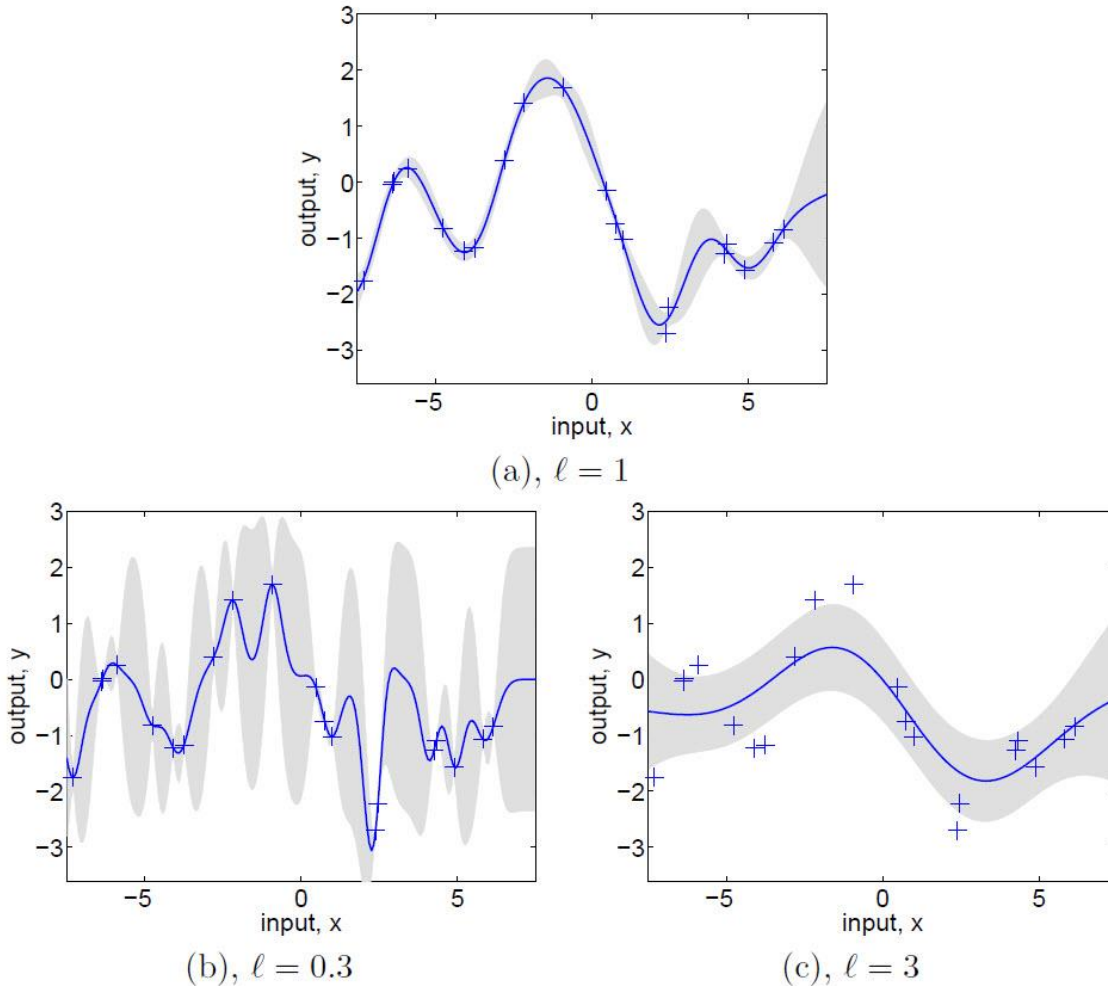 3
2
1
0
−1
−2
−3
output, y
−5 0 5
input, x
(a), ℓ = 1
3
2
1
0
−1
−2
−3
output, y
−5 0 5
input, x
(b), ℓ = 0.3
3
2
1
0
−1
−2
−3
output, y
−5 0 5
input, x
(c), ℓ = 3